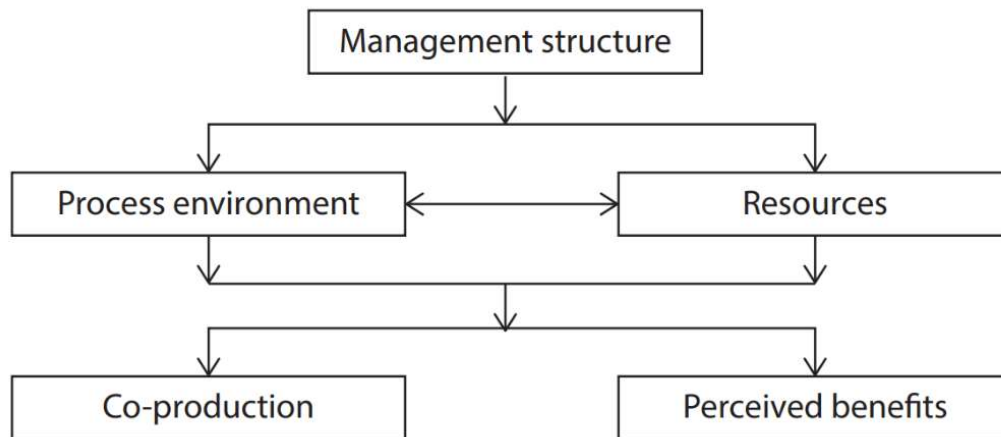 Management structure
Process environment
Resources
Co-production
Perceived benefits